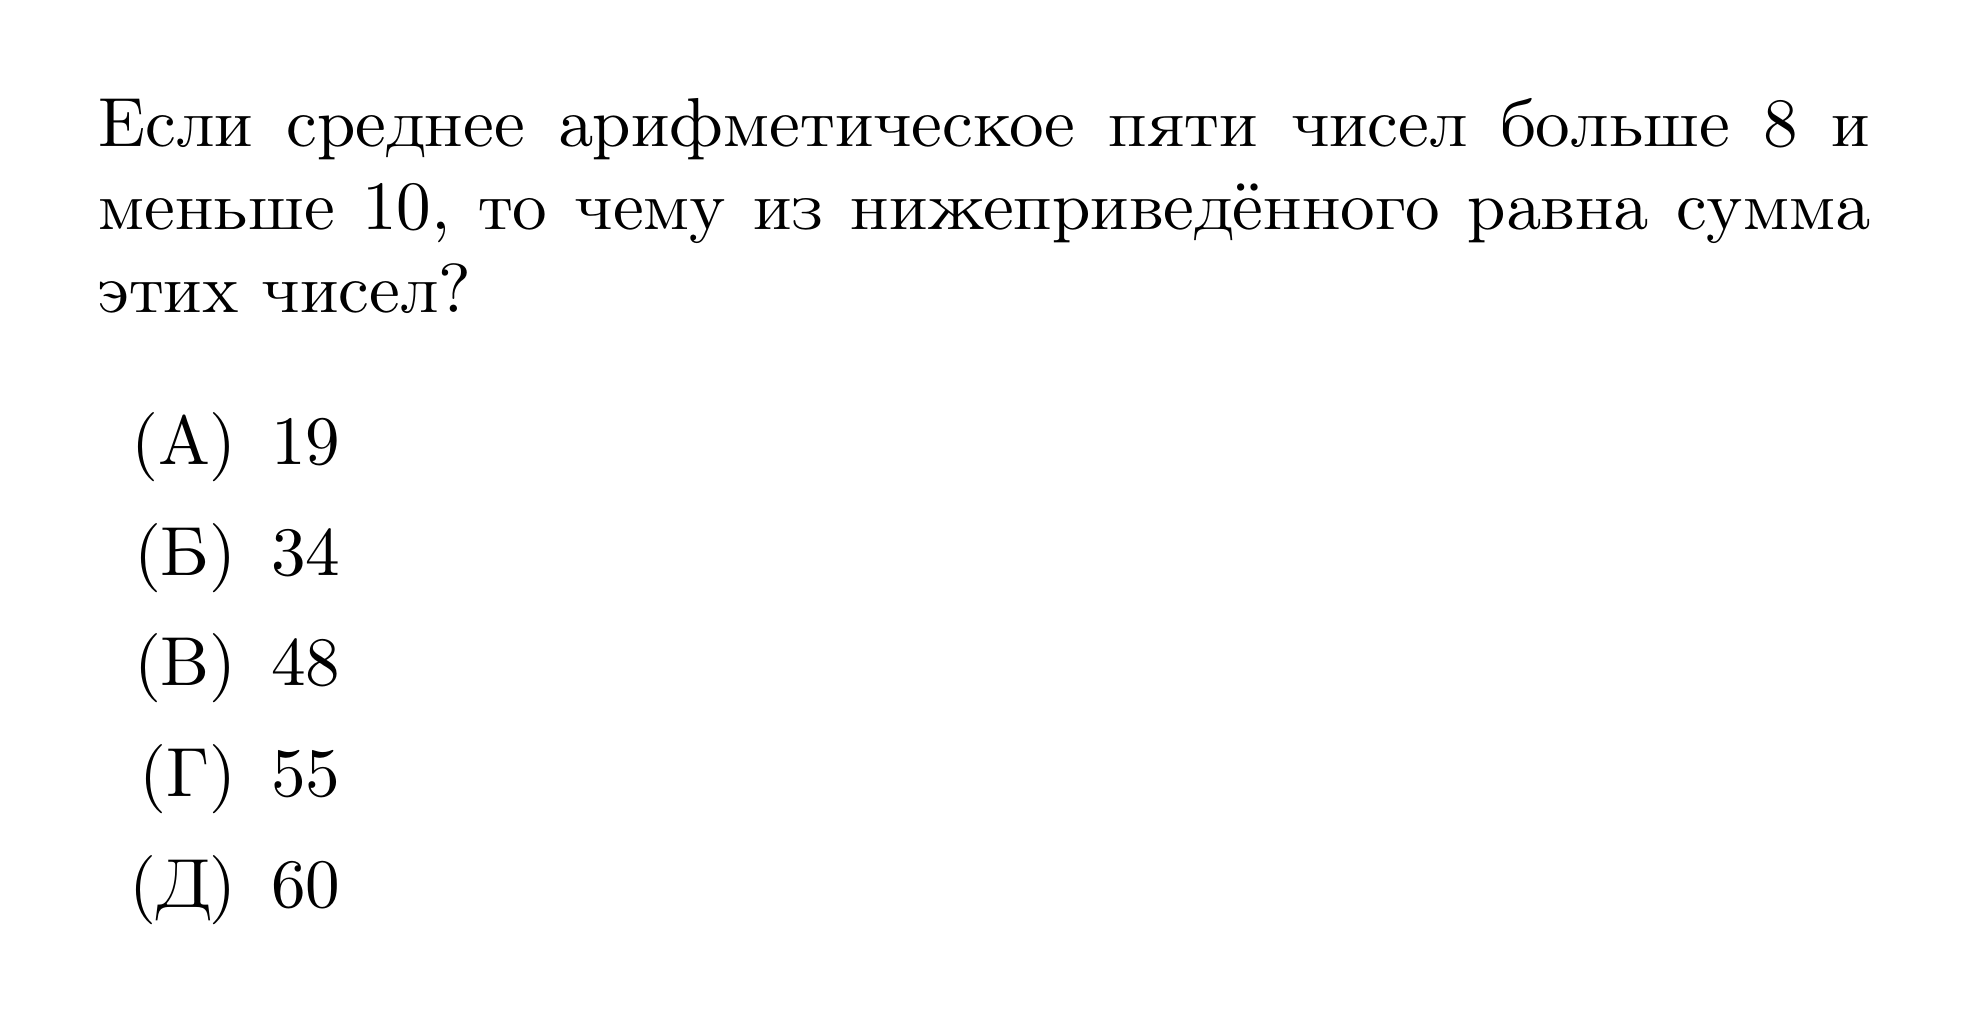 Если среднее арифметическое пяти чисел больше 8 и
меньше 10, то чему из нижеприведённого равна сумма
этих чисел?
(А) 19
(Б) 34
(В) 48
(Г) 55
(Д) 60